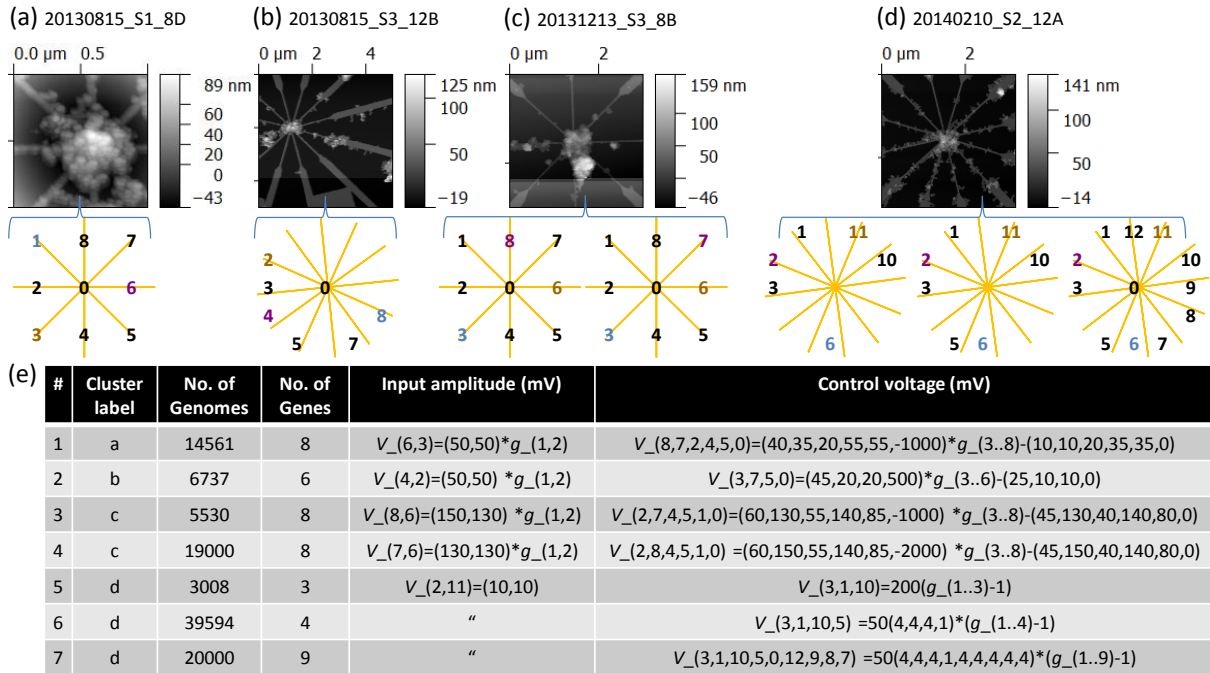 (a) 20130815_S1_8D
(b) 20130815_S3_12B
(c) 20131213_S3_8B
(d) 20140210_S2_12A
0.0 µm 0.5
89 nm
60
40
20
0
−43
0 µm 2 4
125 nm
100
50
−19
0 µm 2
159 nm
100
50
−46
0 µm 2
141 nm
100
50
−14
1 8 7
2 0 6
3 4 5
2
3 0
4 8
5 7
1 8 7
2 0 6
3 4 5
1 8 7
2 0 6
3 4 5
1 11
2 10
3
6
1 11
2 10
3
5 6
1 12 11
2 10
3 0 9
8
5 6 7
(e)
# Cluster label No. of Genomes No. of Genes Input amplitude (mV) Control voltage (mV)
1 a 14561 8 V_(6,3)=(50,50)*g_(1,2) V_(8,7,2,4,5,0)=(40,35,20,55,55,-1000)*g_(3..8)-(10,10,20,35,35,0)
2 b 6737 6 V_(4,2)=(50,50) *g_(1,2) V_(3,7,5,0)=(45,20,20,500)*g_(3..6)-(25,10,10,0)
3 c 5530 8 V_(8,6)=(150,130) *g_(1,2) V_(2,7,4,5,1,0)=(60,130,55,140,85,-1000) *g_(3..8)-(45,130,40,140,80,0)
4 c 19000 8 V_(7,6)=(130,130)*g_(1,2) V_(2,8,4,5,1,0) =(60,150,55,140,85,-2000) *g_(3..8)-(45,150,40,140,80,0)
5 d 3008 3 V_(2,11)=(10,10) V_(3,1,10)=200(g_(1..3)-1)
6 d 39594 4 “ V_(3,1,10,5) =50(4,4,4,1)*(g_(1..4)-1)
7 d 20000 9 “ V_(3,1,10,5,0,12,9,8,7) =50(4,4,4,1,4,4,4,4,4)*(g_(1..9)-1)